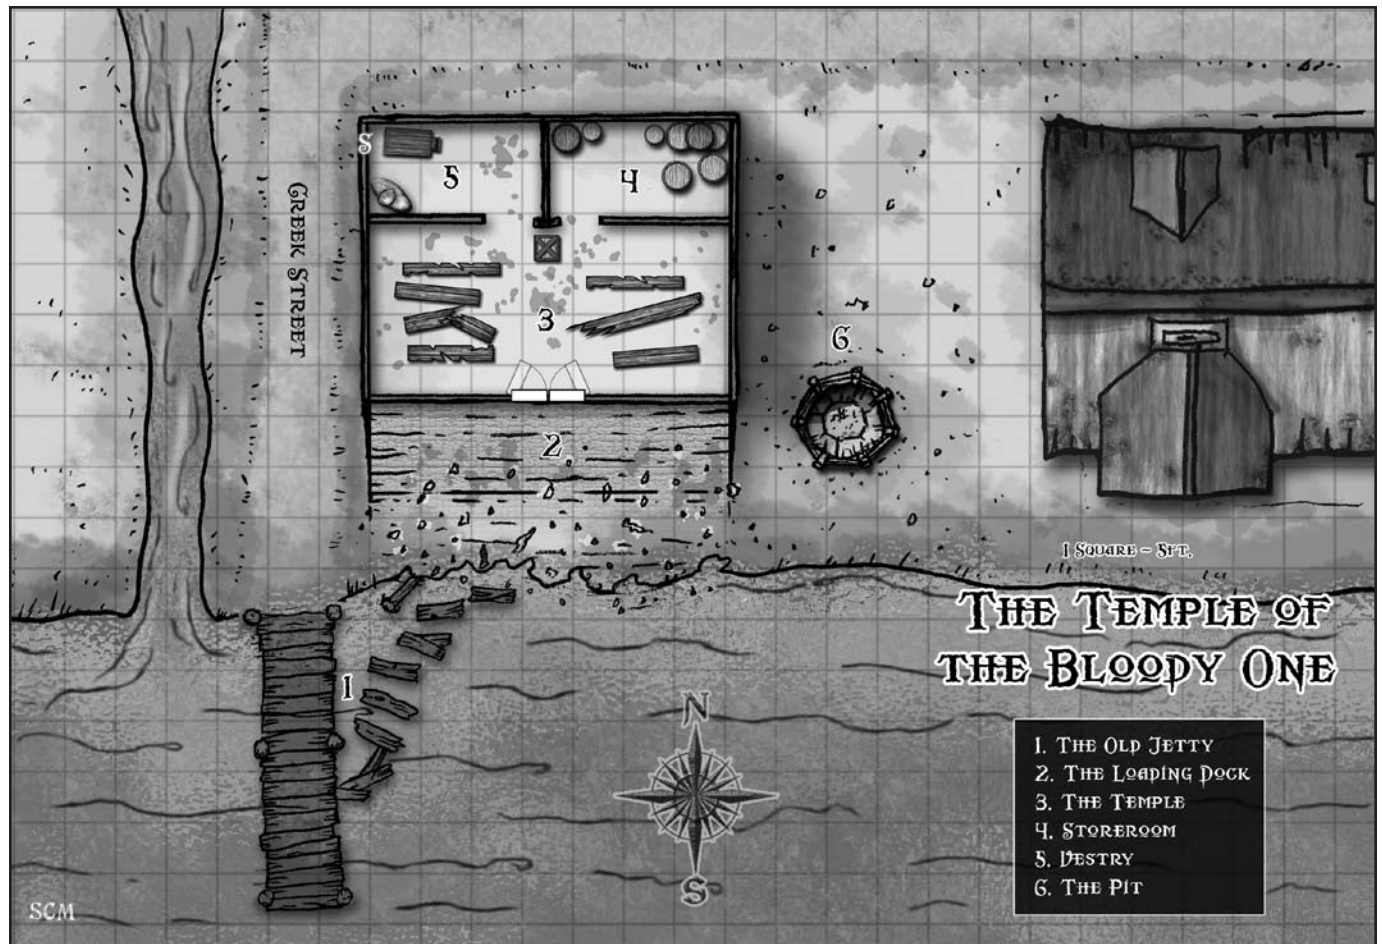 S
5
4
Creek Street
3
6
2
1 Square - 5ft.
The Temple of
the Bloody One
1
N
S
1. The Old Jetty
2. The Loading Dock
3. The Temple
4. Storeroom
5. Vestry
6. The Pit
SCM